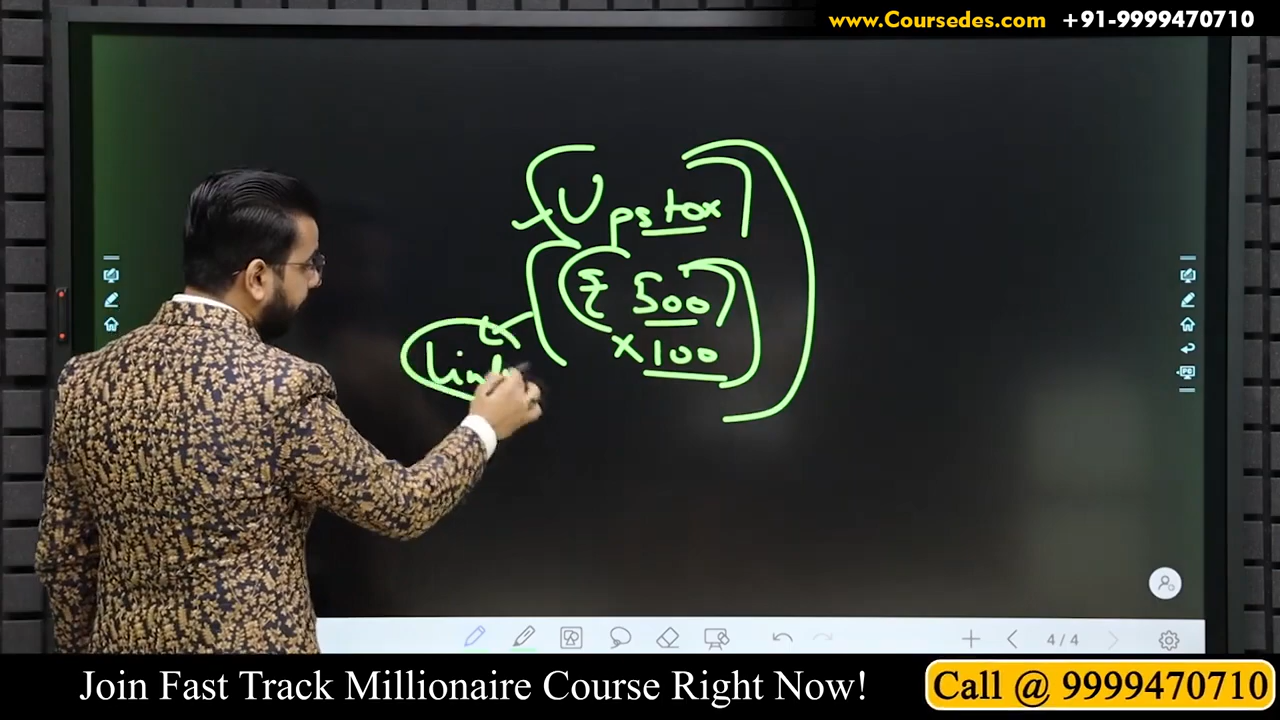 www.Coursedes.com +91-9999470710
Upstox
₹ 500
× 100
link
4/4
Join Fast Track Millionaire Course Right Now!
Call @ 9999470710